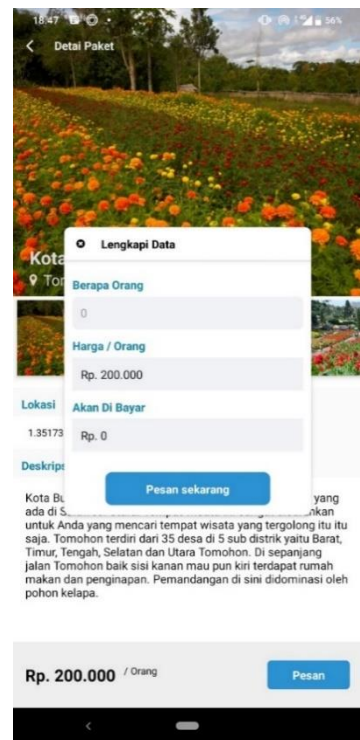 18:47
56%
Detai Paket
Lengkapi Data
Kota
Tor
Berapa Orang
0
Harga / Orang
Rp. 200.000
Lokasi
Akan Di Bayar
1.35173
Rp. 0
Deskrips
Pesan sekarang
Kota Bu yang
ada di
untuk Anda yang mencari tempat wisata yang tergolong itu itu
saja. Tomohon terdiri dari 35 desa di 5 sub distrik yaitu Barat,
Timur, Tengah, Selatan dan Utara Tomohon. Di sepanjang
jalan Tomohon baik sisi kanan mau pun kiri terdapat rumah
makan dan penginapan. Pemandangan di sini didominasi oleh
pohon kelapa.
Rp. 200.000 / Orang
Pesan